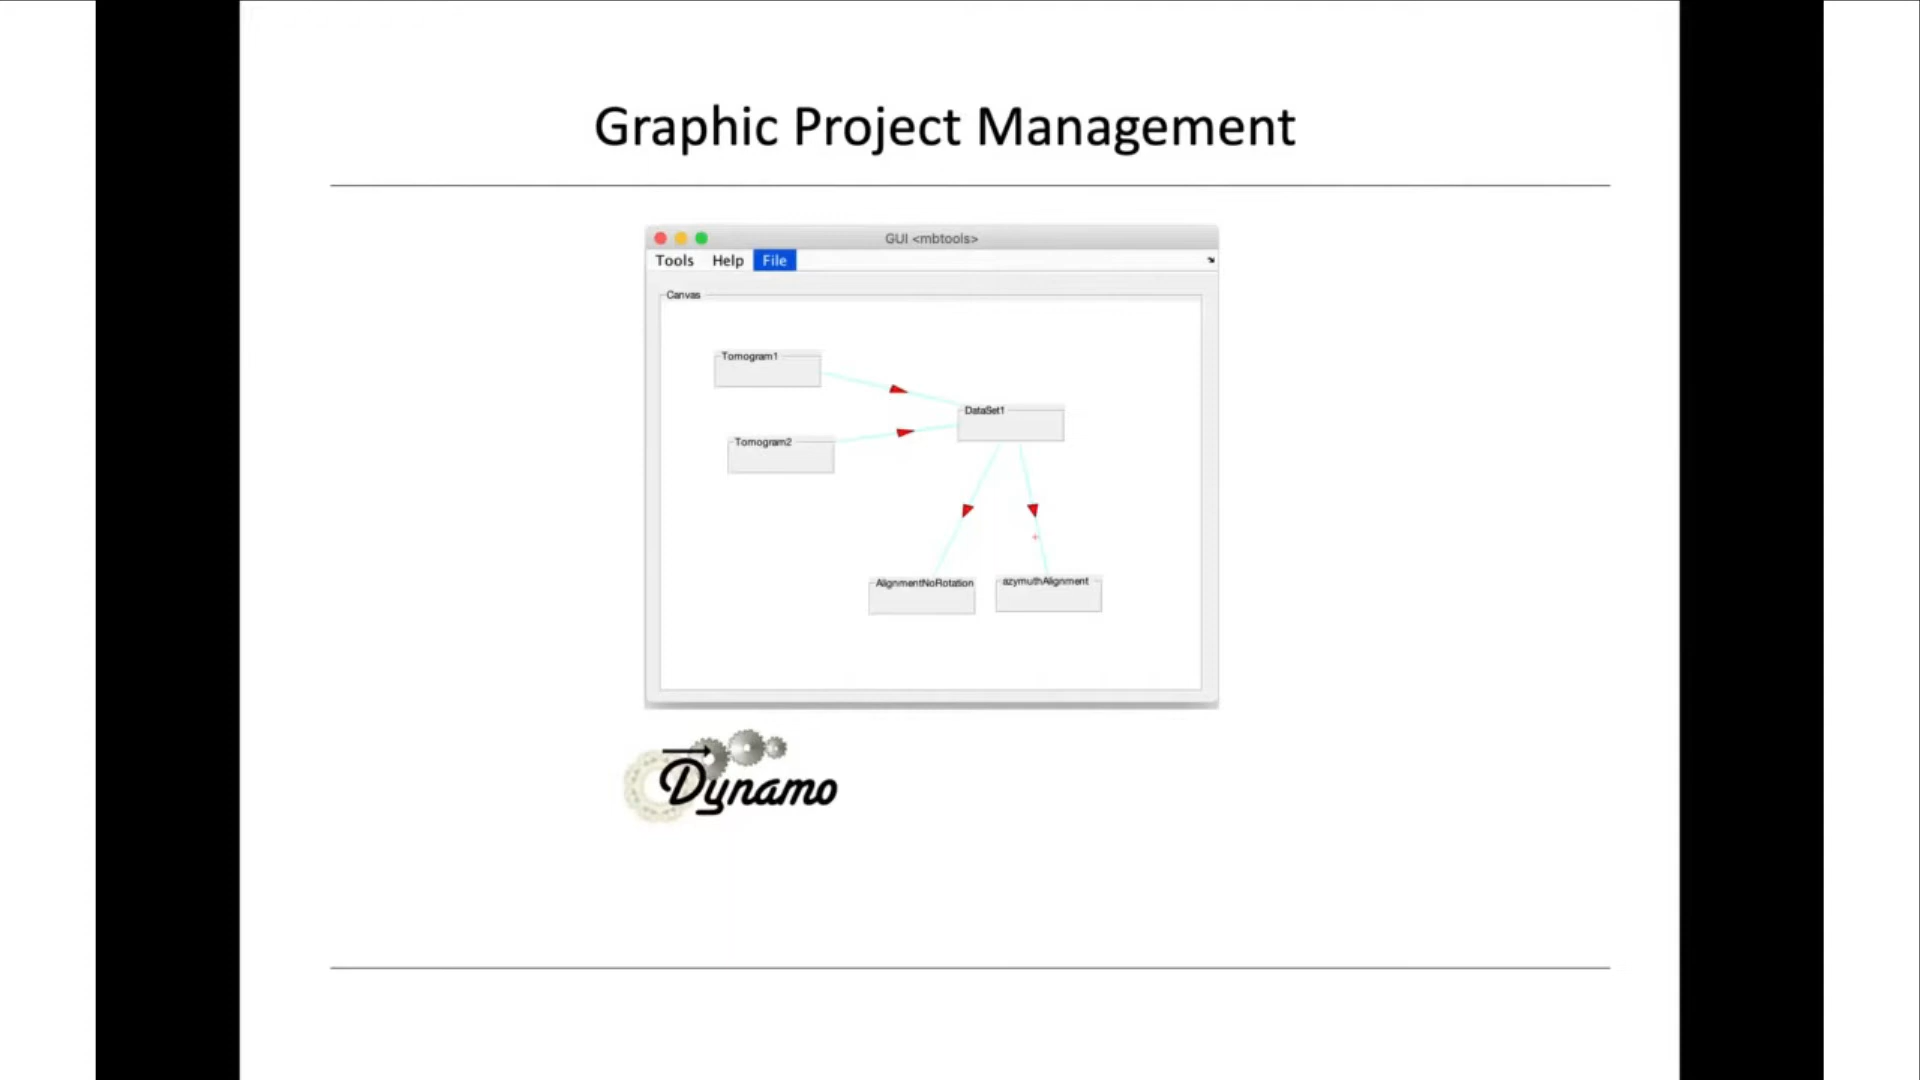 Graphic Project Management
GUI <mbtools>
Tools Help File
Canvas
Tomogram1
DataSet1
Tomogram2
AlignmentNoRotation
azymuthAlignment
Dynamo